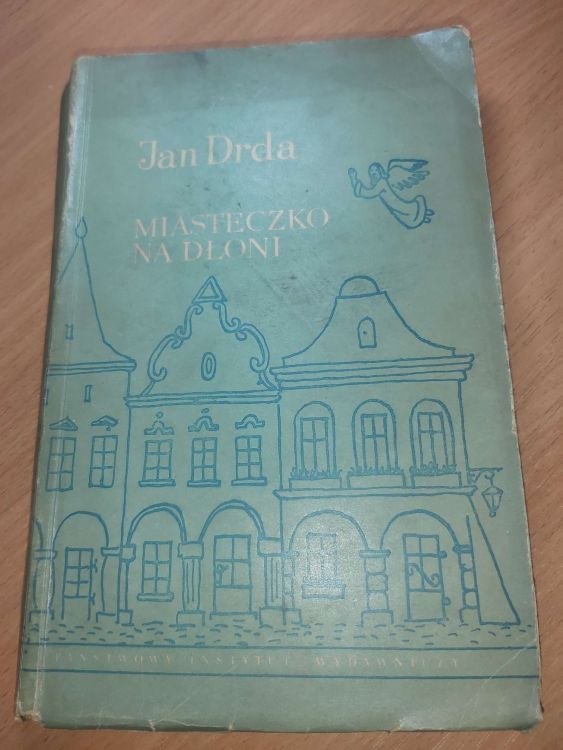 Jan Drda
MIASTECZKO
NA DŁONI
PAŃSTWOWY INSTYTUT WYDAWNICZY